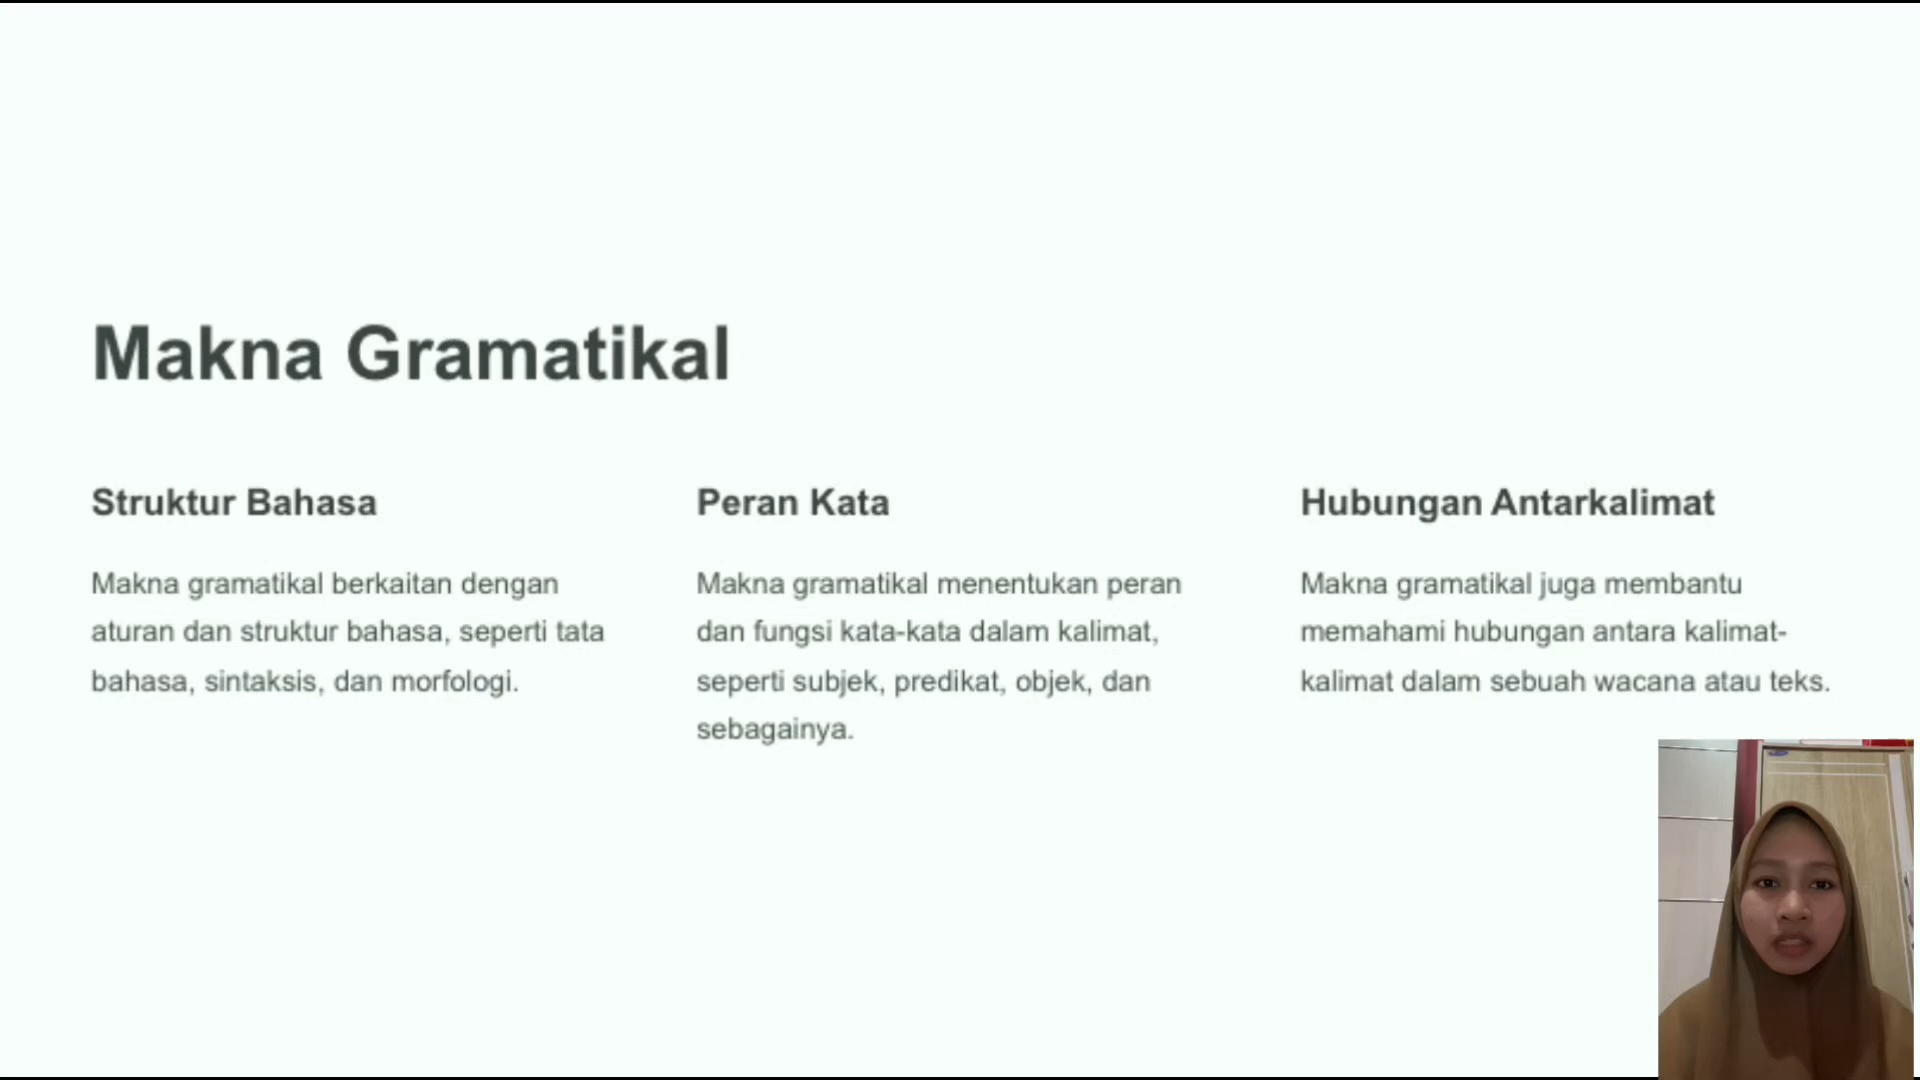 Makna Gramatikal
Struktur Bahasa
Makna gramatikal berkaitan dengan
aturan dan struktur bahasa, seperti tata
bahasa, sintaksis, dan morfologi.
Peran Kata
Makna gramatikal menentukan peran
dan fungsi kata-kata dalam kalimat,
seperti subjek, predikat, objek, dan
sebagainya.
Hubungan Antarkalimat
Makna gramatikal juga membantu
memahami hubungan antara kalimat-
kalimat dalam sebuah wacana atau teks.